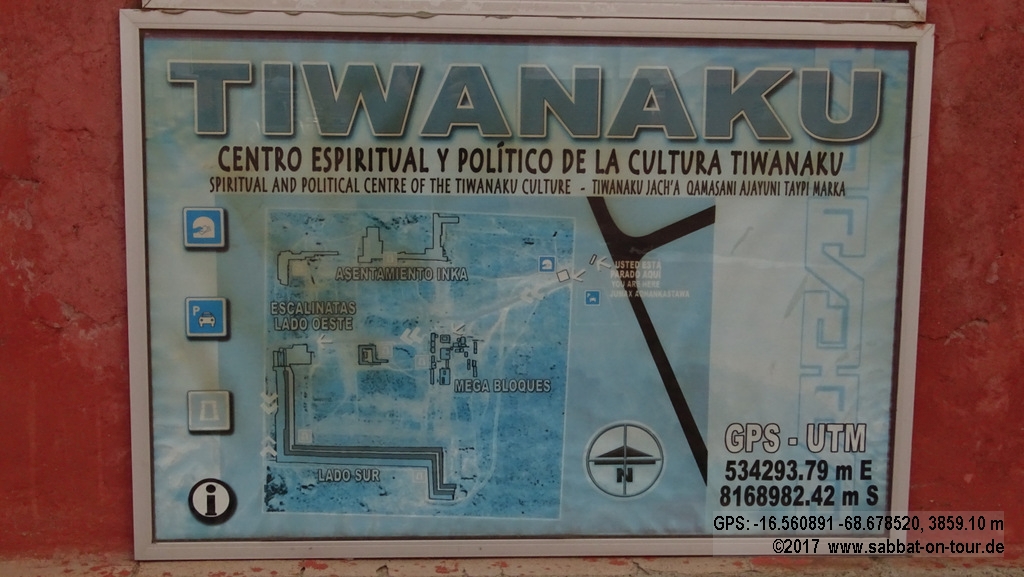 TIWANAKU
CENTRO ESPIRITUAL Y POLÍTICO DE LA CULTURA TIWANAKU
SPIRITUAL AND POLITICAL CENTRE OF THE TIWANAKU CULTURE - TIWANAKU JACH'A QAMASANI AJAYUNI TAYPI MARKA
ASENTAMIENTO INKA
USTED ESTA
PARADO AQUI
YOU ARE HERE
P
ESCALINATAS
LADO OESTE
MEGA BLOQUES
LADO SUR
N
i
GPS - UTM
534293.79 m E
8168982.42 m S
GPS: -16.560891 -68.678520, 3859.10 m
©2017 www.sabbat-on-tour.de